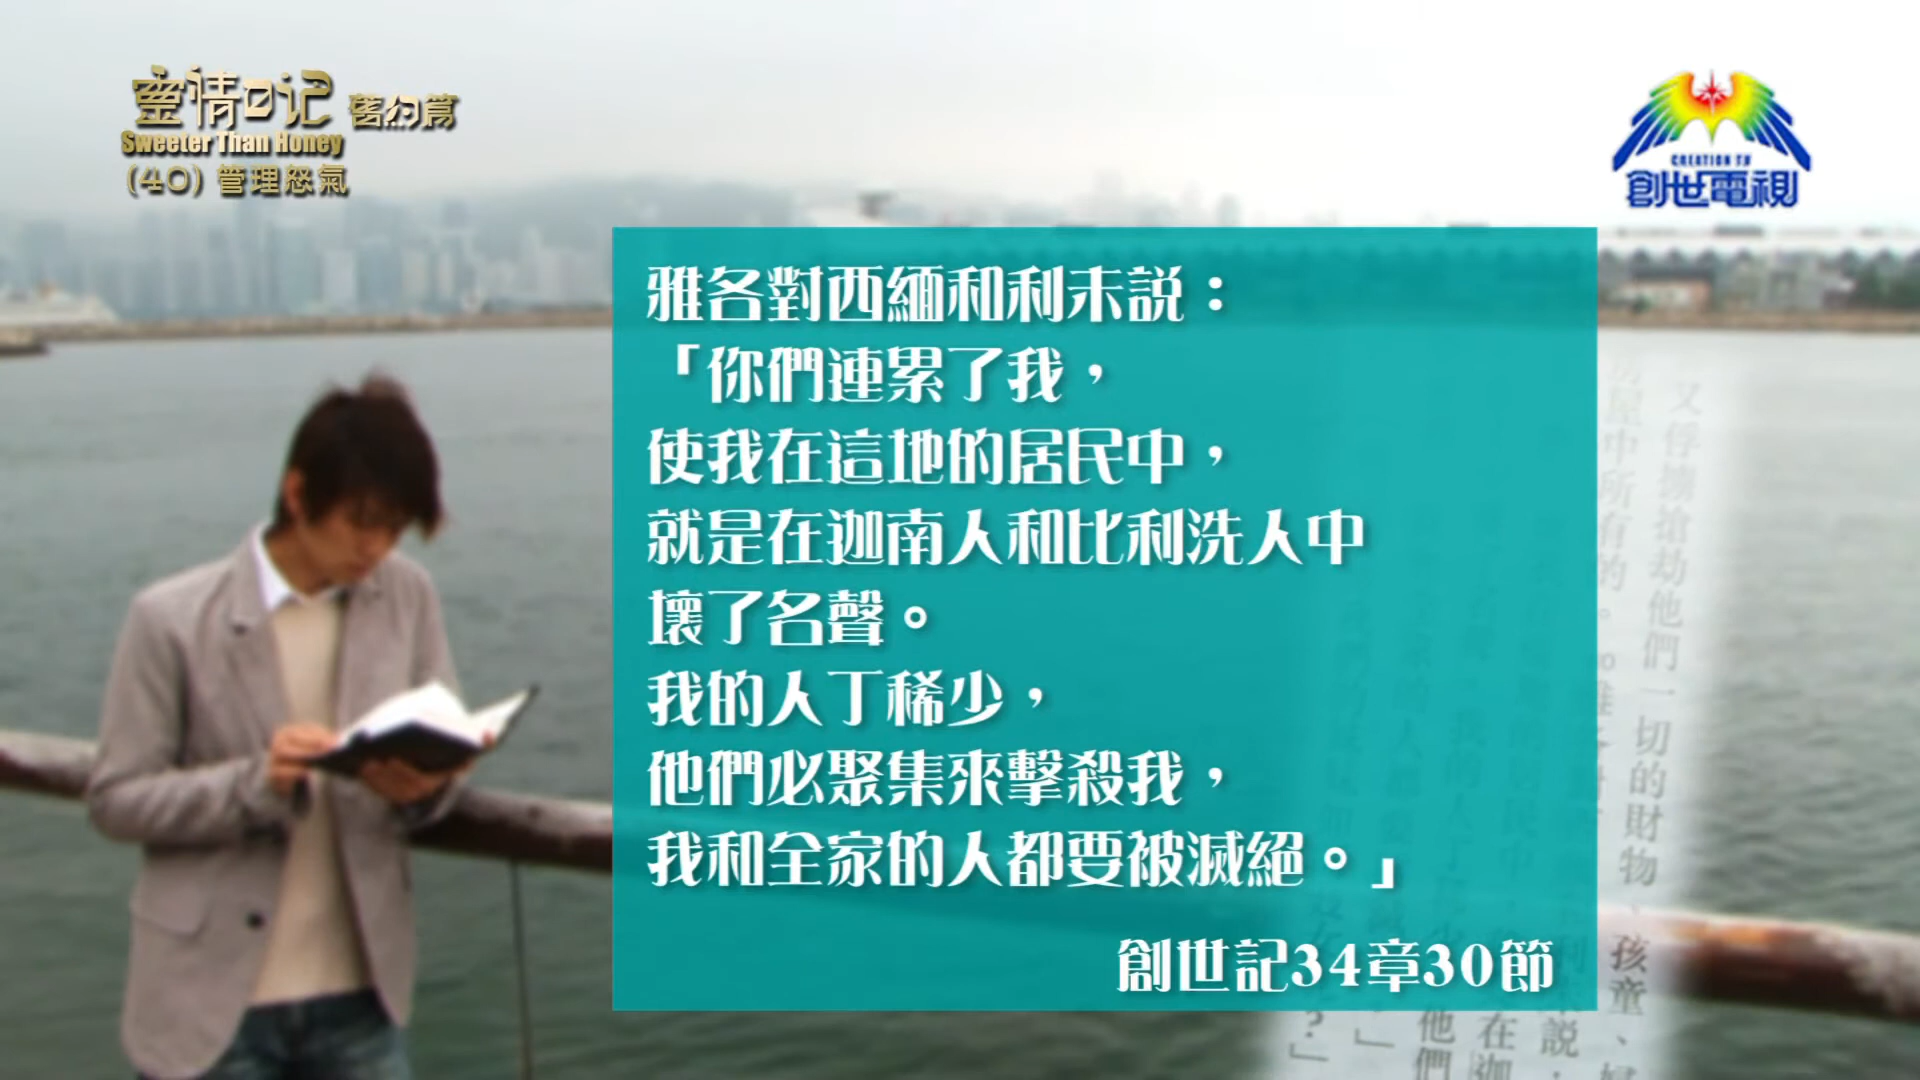 靈情日记 舊約篇
Sweeter Than Honey
(40) 管理怒氣
CREATION TV
創世電視
雅各對西緬和利未説：
「你們連累了我，
使我在這地的居民中，
就是在迦南人和比利洗人中
壞了名聲。
我的人丁稀少，
他們必聚集來擊殺我，
我和全家的人都要被滅絕。」
創世記34章30節
又俘擄搶劫他們一切的財物、孩童、
屋中所有的。